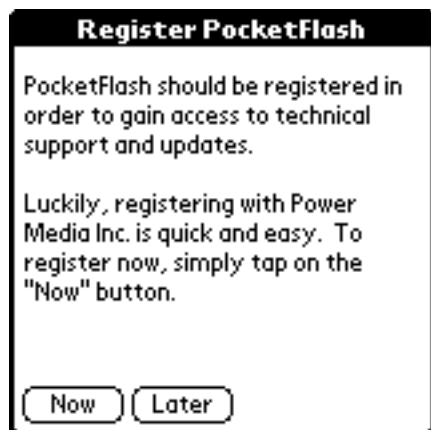 Register PocketFlash
PocketFlash should be registered in
order to gain access to technical
support and updates.
Luckily, registering with Power
Media Inc. is quick and easy. To
register now, simply tap on the
"Now" button.
Now Later